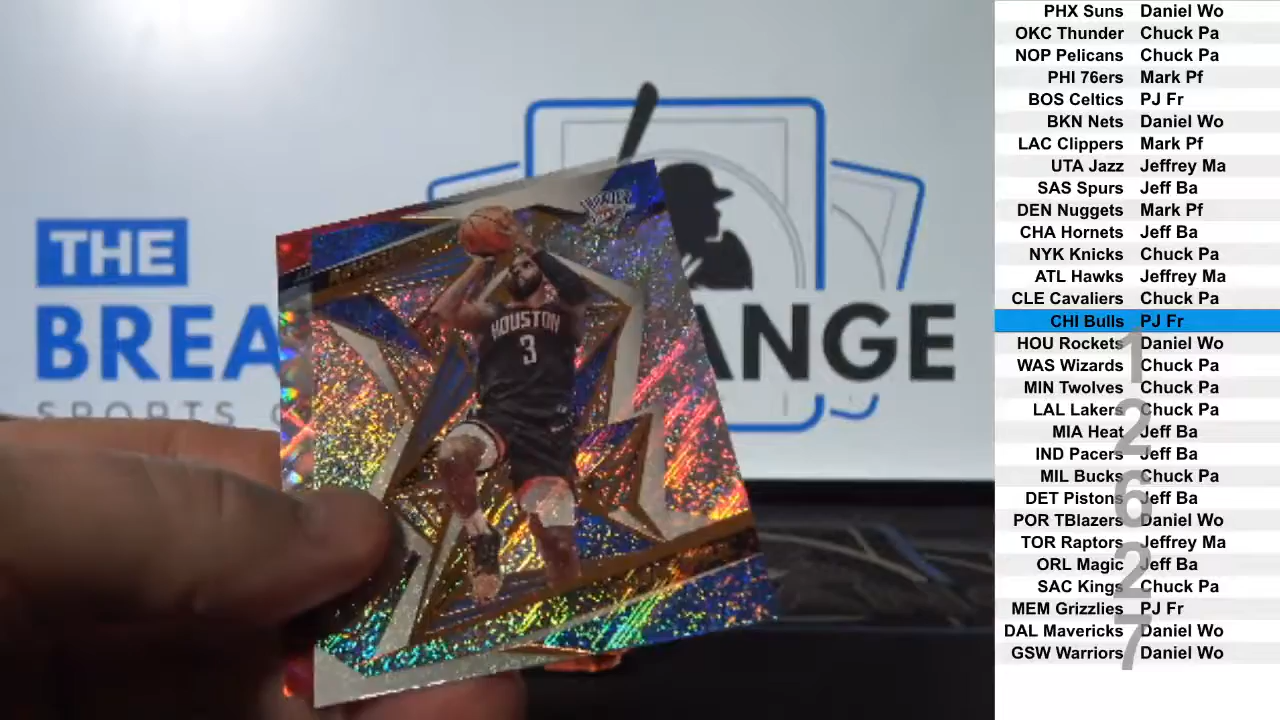 THE
BREA
ANGE
SPORTS C
HOUSTON
3
PHX Suns Daniel Wo
OKC Thunder Chuck Pa
NOP Pelicans Chuck Pa
PHI 76ers Mark Pf
BOS Celtics PJ Fr
BKN Nets Daniel Wo
LAC Clippers Mark Pf
UTA Jazz Jeffrey Ma
SAS Spurs Jeff Ba
DEN Nuggets Mark Pf
CHA Hornets Jeff Ba
NYK Knicks Chuck Pa
ATL Hawks Jeffrey Ma
CLE Cavaliers Chuck Pa
CHI Bulls PJ Fr
HOU Rockets Daniel Wo
WAS Wizards Chuck Pa
MIN Twolves Chuck Pa
LAL Lakers Chuck Pa
MIA Heat Jeff Ba
IND Pacers Jeff Ba
MIL Bucks Chuck Pa
DET Pistons Jeff Ba
POR TBlazers Daniel Wo
TOR Raptors Jeffrey Ma
ORL Magic Jeff Ba
SAC Kings Chuck Pa
MEM Grizzlies PJ Fr
DAL Mavericks Daniel Wo
GSW Warriors Daniel Wo
1
2
6
2
7